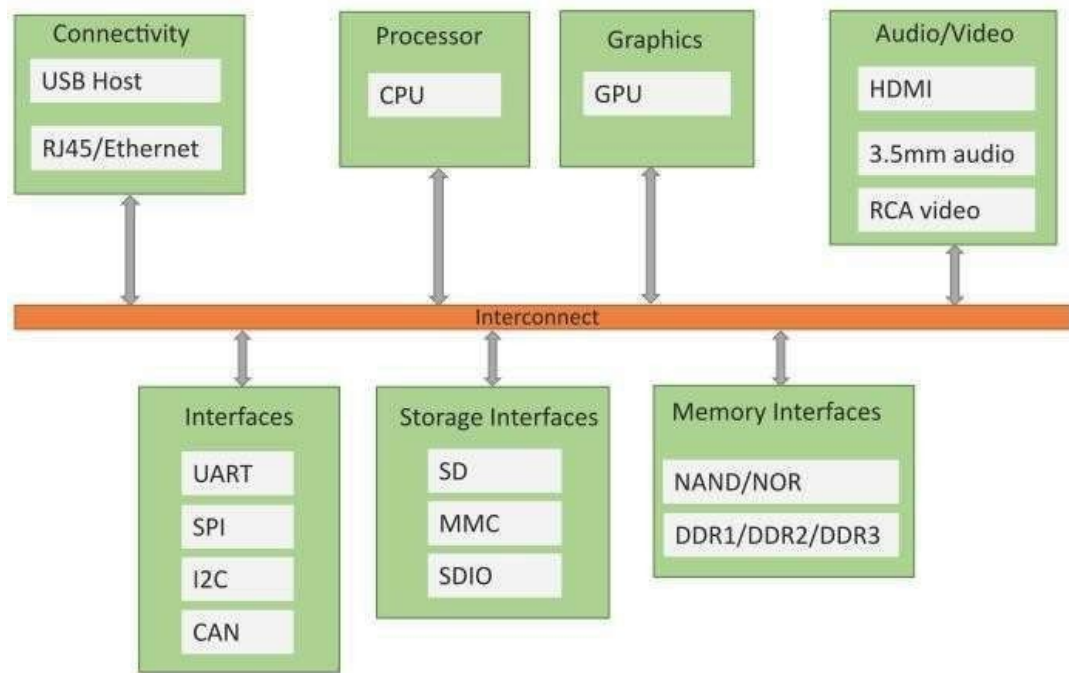 Connectivity
USB Host
RJ45/Ethernet
Processor
CPU
Graphics
GPU
Audio/Video
HDMI
3.5mm audio
RCA video
Interconnect
Interfaces
UART
SPI
I2C
CAN
Storage Interfaces
SD
MMC
SDIO
Memory Interfaces
NAND/NOR
DDR1/DDR2/DDR3